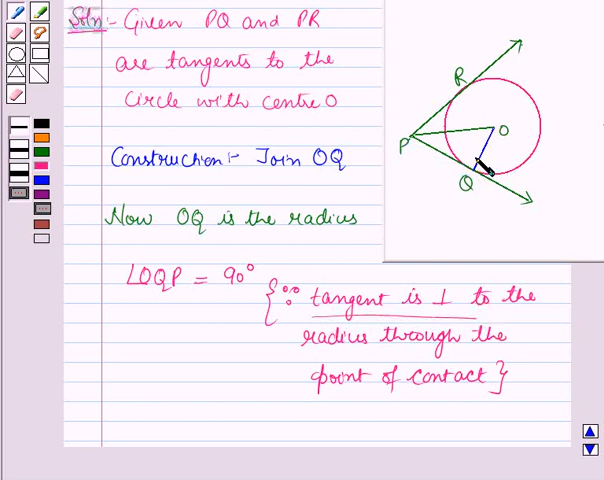 Soln:- Given PQ and PR
are tangents to the
Circle with centre O
Construction:- Join OQ
Now OQ is the radius
∠OQP = 90°
{∵ tangent is ⊥ to the
radius through the
point of contact}
R
P
O
Q